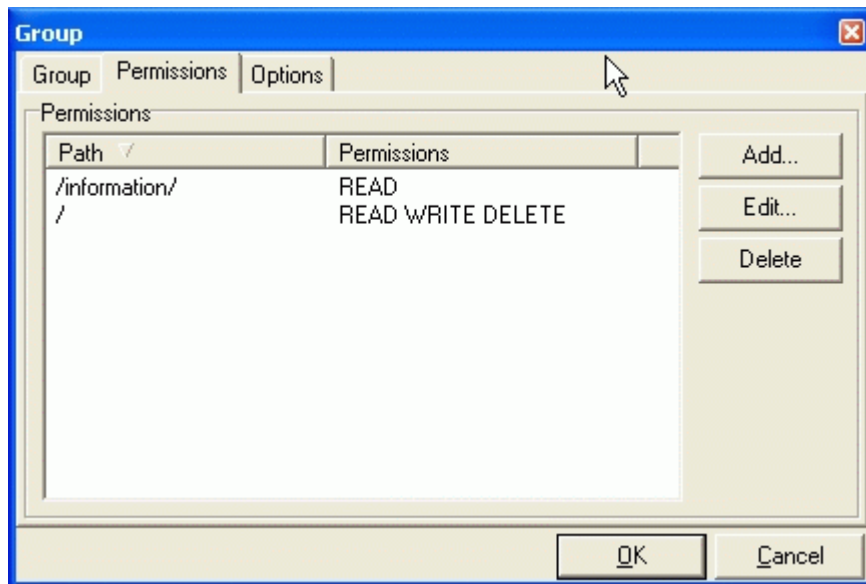 Group
Group Permissions Options
Permissions
Path Permissions
/information/ READ
/ READ WRITE DELETE
Add...
Edit...
Delete
OK Cancel